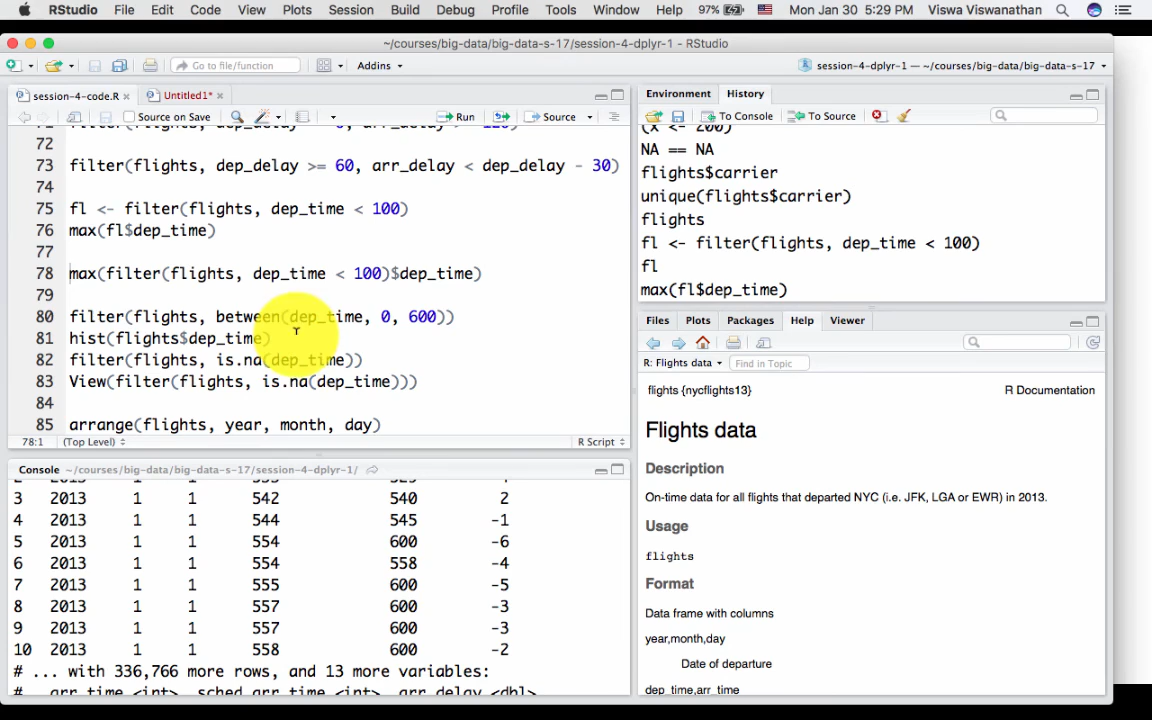 RStudio File Edit Code View Plots Session Build Debug Profile Tools Window Help 97% Mon Jan 30 5:29 PM Viswa Viswanathan
~/courses/big-data/big-data-s-17/session-4-dplyr-1 - RStudio
Go to file/function Addins session-4-dplyr-1 — ~/courses/big-data/big-data-s-17
session-4-code.R × Untitled1* ×
Source on Save Run Source
72
73 filter(flights, dep_delay >= 60, arr_delay < dep_delay - 30)
74
75 fl <- filter(flights, dep_time < 100)
76 max(fl$dep_time)
77
78 max(filter(flights, dep_time < 100)$dep_time)
79
80 filter(flights, between(dep_time, 0, 600))
81 hist(flights$dep_time)
82 filter(flights, is.na(dep_time))
83 View(filter(flights, is.na(dep_time)))
84
85 arrange(flights, year, month, day)
78:1 (Top Level) R Script
Console ~/courses/big-data/big-data-s-17/session-4-dplyr-1/
3 2013 1 1 542 540 2
4 2013 1 1 544 545 -1
5 2013 1 1 554 600 -6
6 2013 1 1 554 558 -4
7 2013 1 1 555 600 -5
8 2013 1 1 557 600 -3
9 2013 1 1 557 600 -3
10 2013 1 1 558 600 -2
# ... with 336,766 more rows, and 13 more variables:
# arr_time <int>, sched_arr_time <int>, arr_delay <dbl>
Environment History
To Console To Source
(x <- 200)
NA == NA
flights$carrier
unique(flights$carrier)
flights
fl <- filter(flights, dep_time < 100)
fl
max(fl$dep_time)
Files Plots Packages Help Viewer
R: Flights data Find in Topic
flights {nycflights13} R Documentation
Flights data
Description
On-time data for all flights that departed NYC (i.e. JFK, LGA or EWR) in 2013.
Usage
flights
Format
Data frame with columns
year,month,day
Date of departure
dep_time,arr_time